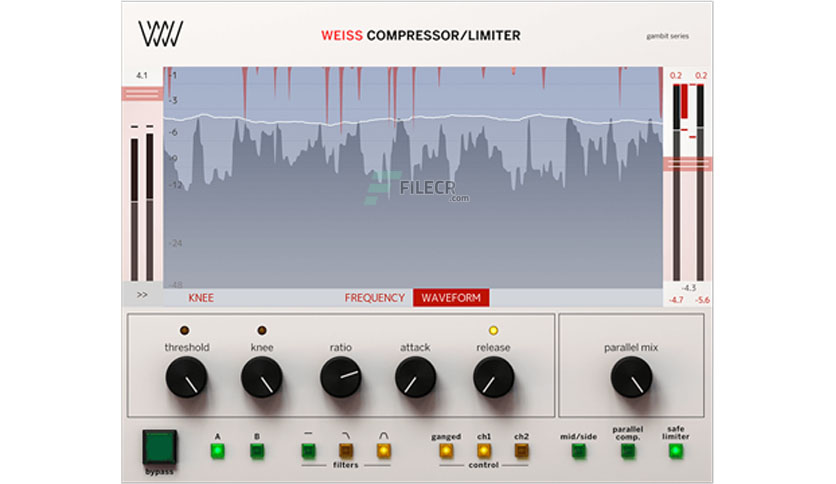 WEISS COMPRESSOR/LIMITER
gambit series
4.1
0.2 0.2
-1
-3
-6
-9
-12
-24
-48
FILECR
.com
>>
KNEE
FREQUENCY
WAVEFORM
-4.3
-4.7 -5.6
threshold
knee
ratio
attack
release
parallel mix
bypass
A
B
filters
ganged
ch1
ch2
control
mid/side
parallel
comp.
safe
limiter